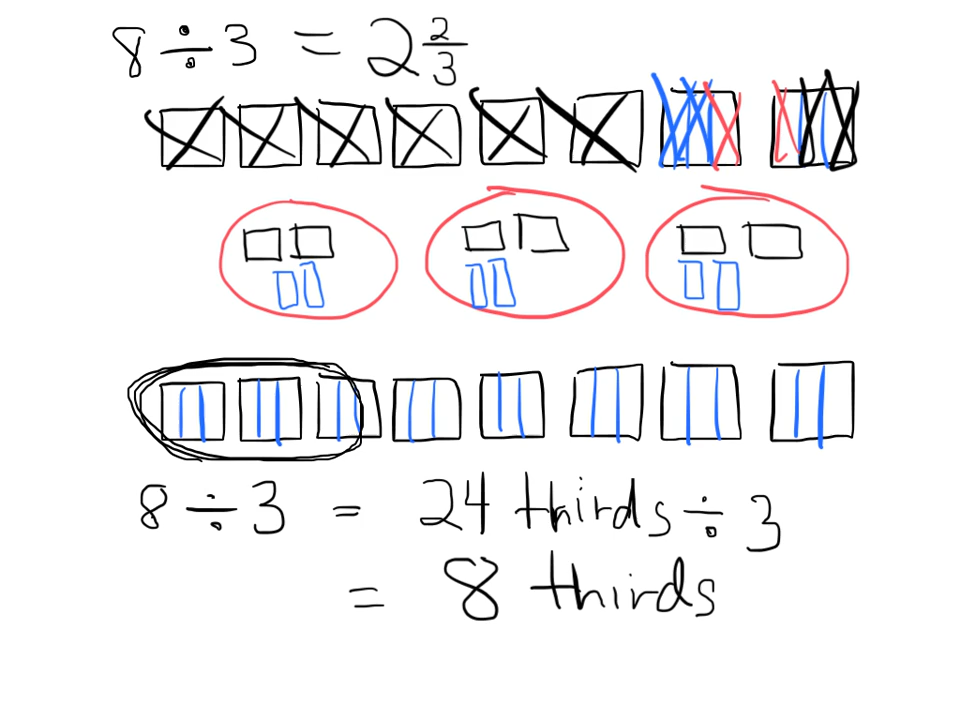 8 ÷ 3 = 2 2/3
8 ÷ 3 = 24 thirds ÷ 3
= 8 thirds